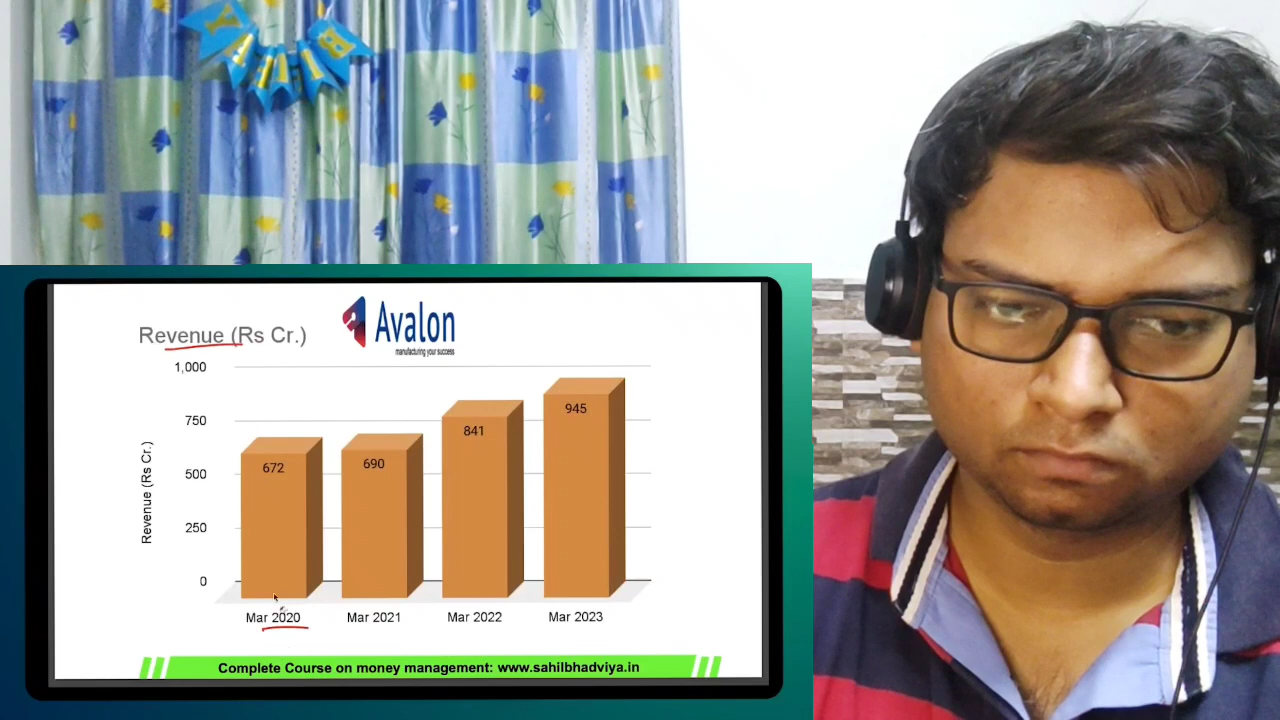 Revenue (Rs Cr.)
Avalon
manufacturing your success
Revenue (Rs Cr.)
1,000
750
500
250
0
672
690
841
945
Mar 2020
Mar 2021
Mar 2022
Mar 2023
Complete Course on money management: www.sahilbhadviya.in